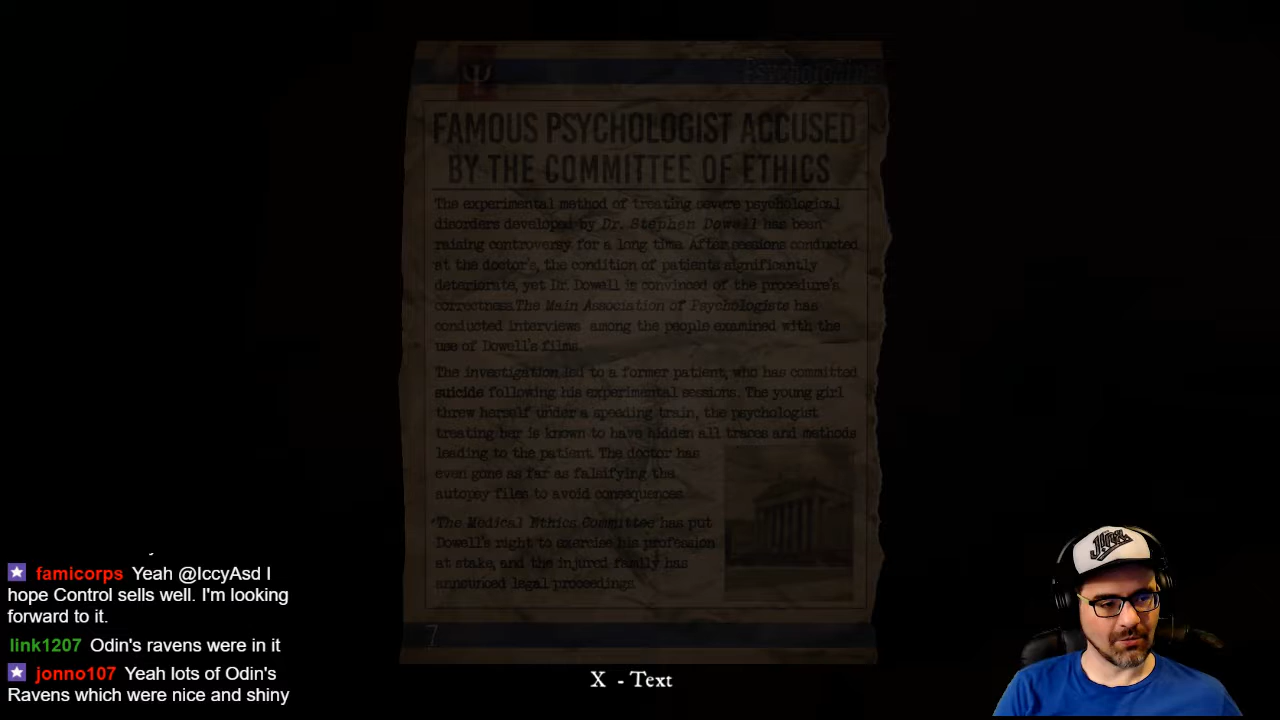 Psychology
FAMOUS PSYCHOLOGIST ACCUSED
BY THE COMMITTEE OF ETHICS
The experimental method of treating severe psychological
disorders developed by Dr. Stephen Dowell has been
raising controversy for a long time. After sessions conducted
at the doctor's, the condition of patients significantly
deteriorate, yet Dr. Dowell is convinced of the procedure's
correctness.The Main Association of Psychologists has
conducted interviews among the people examined with the
use of Dowell's films.
The investigation led to a former patient, who has committed
suicide following his experimental sessions. The young girl
threw herself under a speeding train, the psychologist
treating her is known to have hidden all traces and methods
leading to the patient. The doctor has
even gone as far as falsifying the
autopsy files to avoid consequences
The Medical Ethics Committee has put
Dowell's right to exercise his profession
at stake, and the injured family has
announced legal proceedings.
7
X - Text
famicorps Yeah @IccyAsd I
hope Control sells well. I'm looking
forward to it.
link1207 Odin's ravens were in it
jonno107 Yeah lots of Odin's
Ravens which were nice and shiny